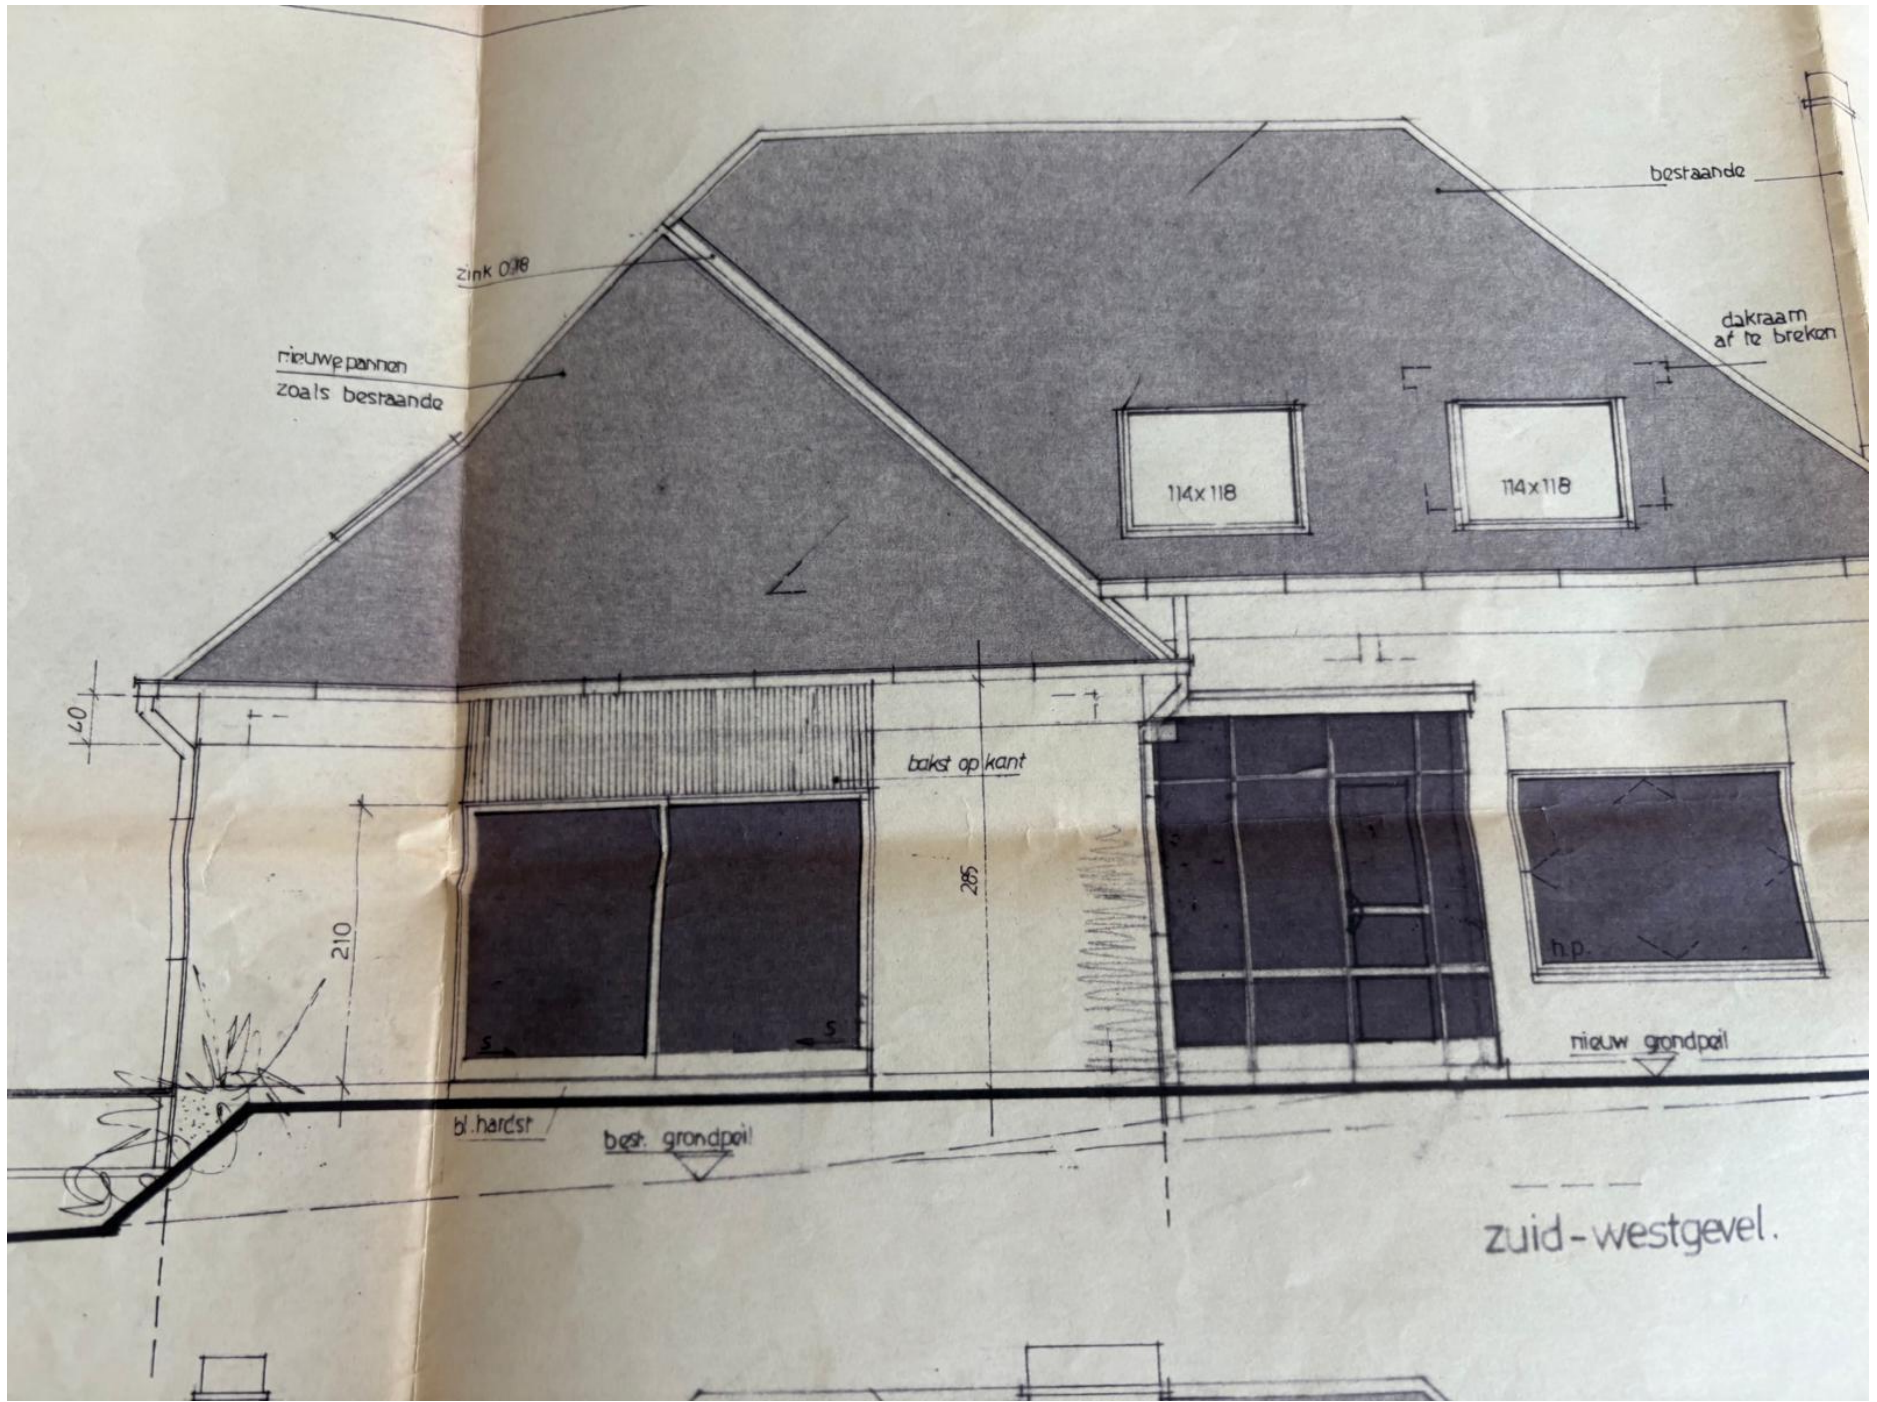 bestaande
zink 0.18
dakraam
af te breken
nieuwe pannen
zoals bestaande
114x118
114x118
40
bakst op kant
285
210
h.p.
S
S
nieuw grondpeil
bl. hardst
best. grondpeil
zuid-westgevel.